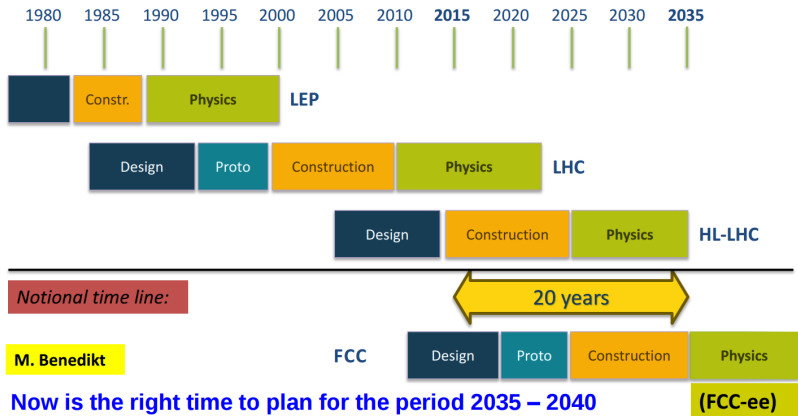 1980 1985 1990 1995 2000 2005 2010 2015 2020 2025 2030 2035
Constr. Physics LEP
Design Proto Construction Physics LHC
Design Construction Physics HL-LHC
Notional time line: 20 years
FCC Design Proto Construction Physics
M. Benedikt
Now is the right time to plan for the period 2035 – 2040 (FCC-ee)